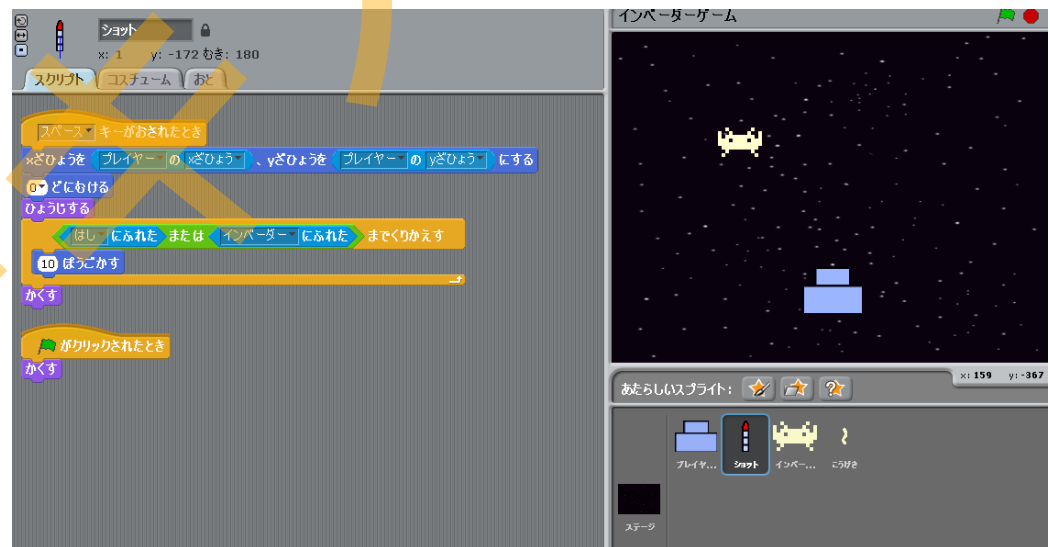 ショット
x: 1 y: -172 むき: 180
スクリプト コスチューム おと
スペース キーがおされたとき
xざひょうを プレイヤー の xざひょう 、yざひょうを プレイヤー の yざひょう にする
0 どにむける
ひょうじする
はし にふれた または インベーダー にふれた までくりかえす
10 ほうごかす
かくす
がクリックされたとき
かくす
インベーダーゲーム
x: 159 y: -367
あたらしいスプライト:
プレイヤ... ショット インベー... こうげき
ステージ